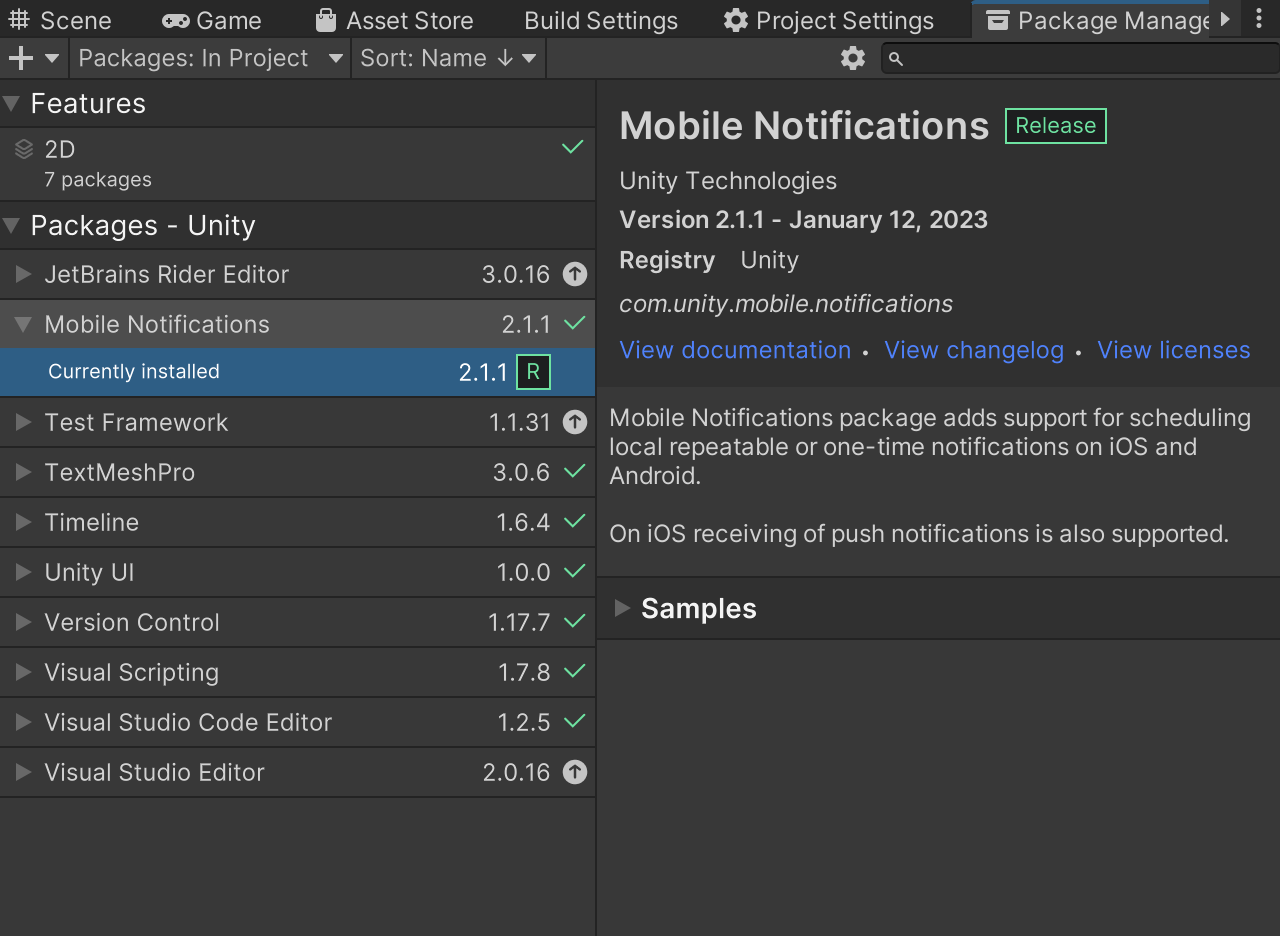 Scene Game Asset Store Build Settings Project Settings Package Manage
Packages: In Project Sort: Name ↓
Features
2D
7 packages
Packages - Unity
JetBrains Rider Editor 3.0.16
Mobile Notifications 2.1.1
Currently installed 2.1.1 R
Test Framework 1.1.31
TextMeshPro 3.0.6
Timeline 1.6.4
Unity UI 1.0.0
Version Control 1.17.7
Visual Scripting 1.7.8
Visual Studio Code Editor 1.2.5
Visual Studio Editor 2.0.16
Mobile Notifications Release
Unity Technologies
Version 2.1.1 - January 12, 2023
Registry Unity
com.unity.mobile.notifications
View documentation • View changelog • View licenses
Mobile Notifications package adds support for scheduling
local repeatable or one-time notifications on iOS and
Android.
On iOS receiving of push notifications is also supported.
Samples